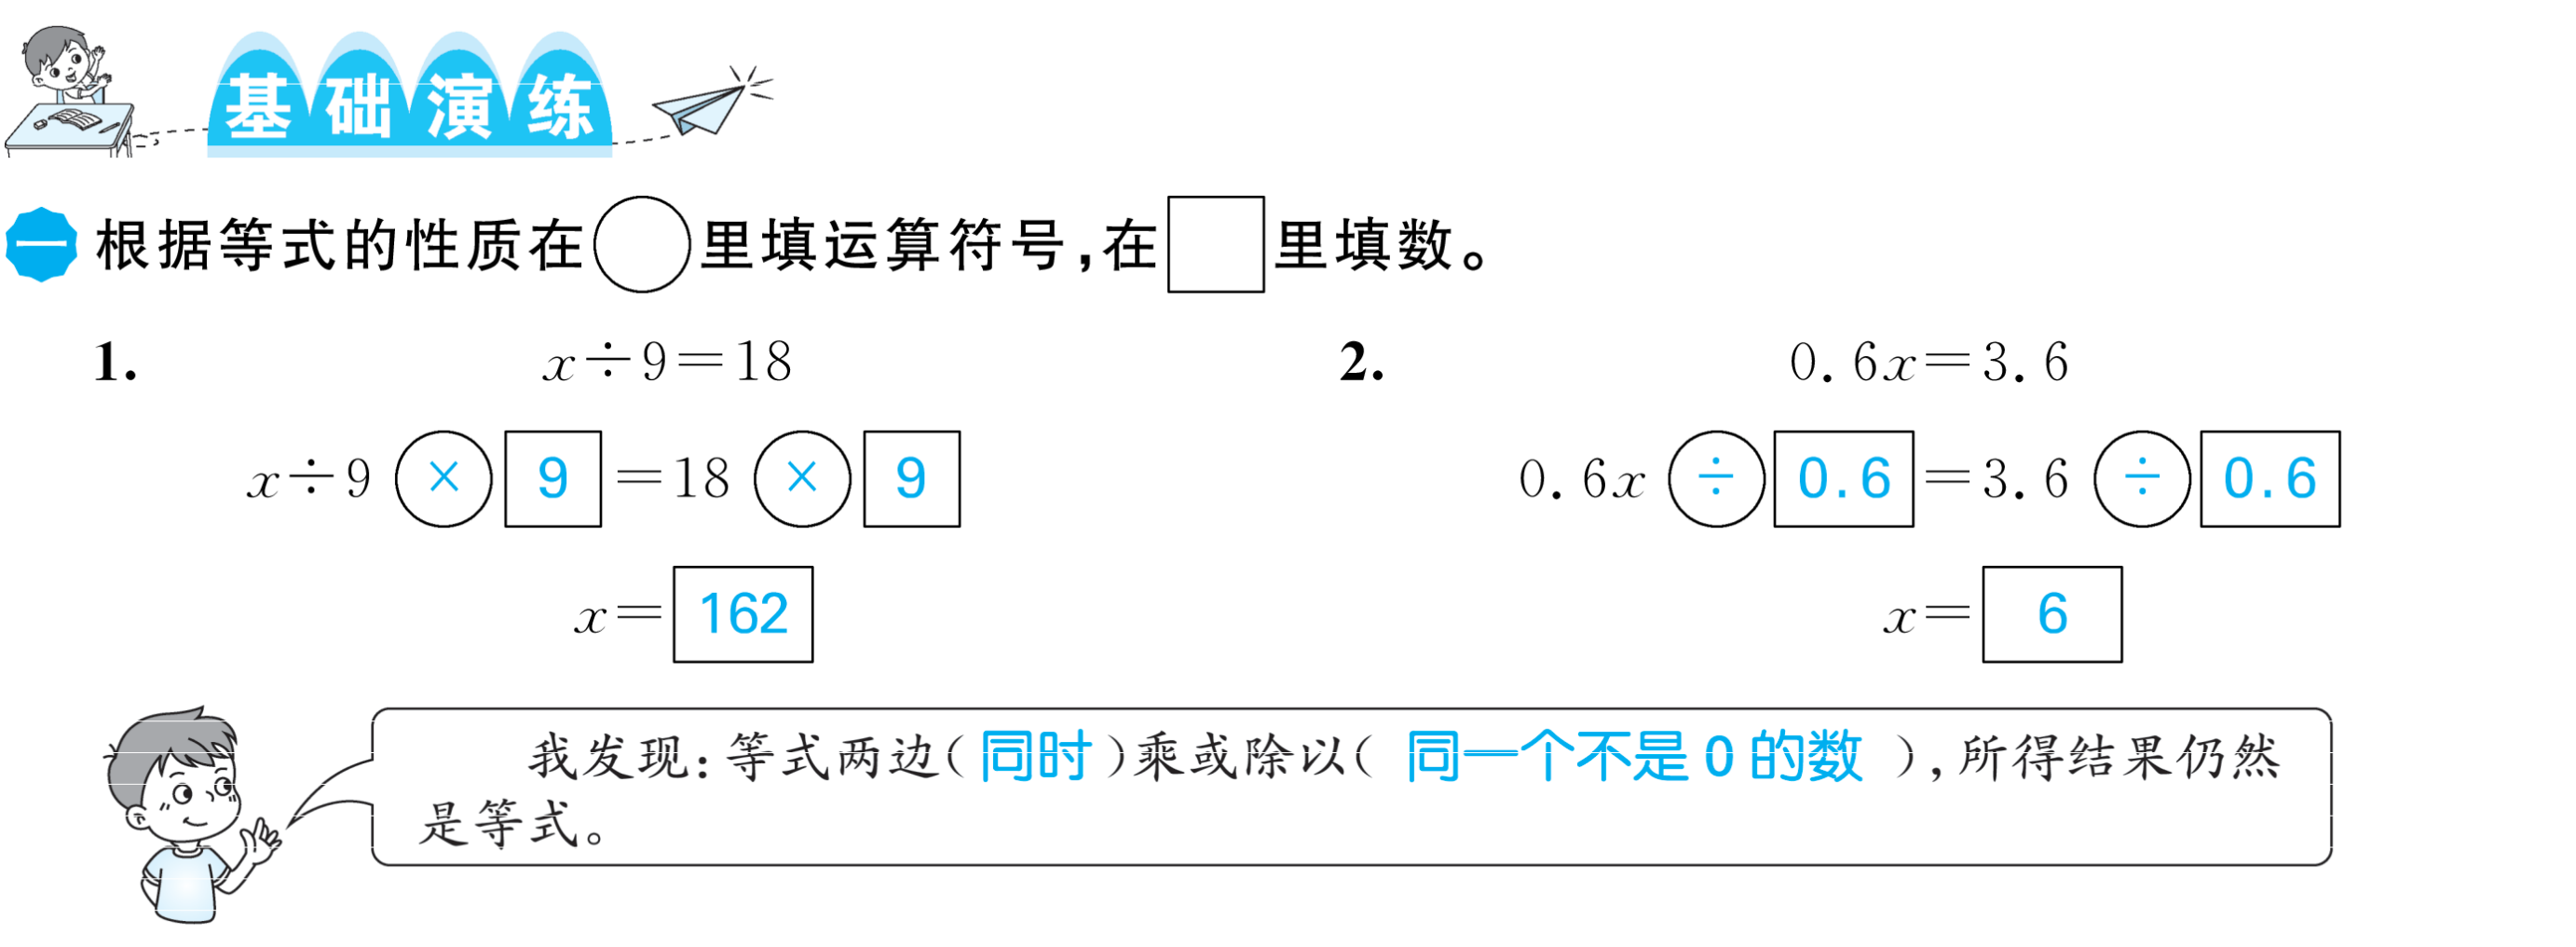 基础演练
一 根据等式的性质在○里填运算符号,在□里填数。
1. x÷9=18
x÷9 × 9 =18 × 9
x= 162
2. 0.6x=3.6
0.6x ÷ 0.6 =3.6 ÷ 0.6
x= 6
我发现:等式两边(同时)乘或除以(同一个不是0的数),所得结果仍然
是等式。